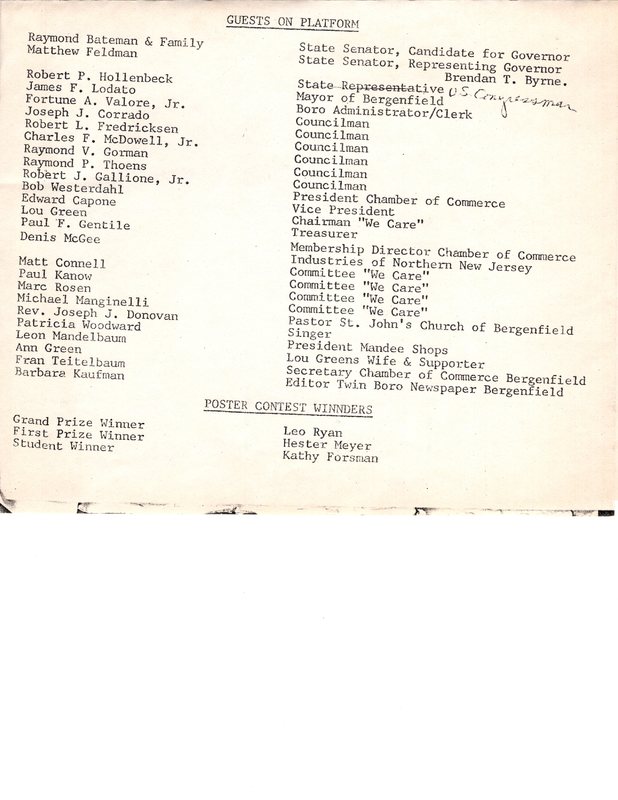 GUESTS ON PLATFORM
Raymond Bateman & Family State Senator, Candidate for Governor
Matthew Feldman State Senator, Representing Governor
Brendan T. Byrne.
Robert P. Hollenbeck State Representative US Congressman
James F. Lodato Mayor of Bergenfield
Fortune A. Valore, Jr. Boro Administrator/Clerk
Joseph J. Corrado Councilman
Robert L. Fredricksen Councilman
Charles F. McDowell, Jr. Councilman
Raymond V. Gorman Councilman
Raymond P. Thoens Councilman
Robert J. Gallione, Jr. Councilman
Bob Westerdahl President Chamber of Commerce
Edward Capone Vice President
Lou Green Chairman "We Care"
Paul F. Gentile Treasurer
Denis McGee Membership Director Chamber of Commerce
Industries of Northern New Jersey
Matt Connell Committee "We Care"
Paul Kanow Committee "We Care"
Marc Rosen Committee "We Care"
Michael Manginelli Committee "We Care"
Rev. Joseph J. Donovan Pastor St. John's Church of Bergenfield
Patricia Woodward Singer
Leon Mandelbaum President Mandee Shops
Ann Green Lou Greens Wife & Supporter
Fran Teitelbaum Secretary Chamber of Commerce Bergenfield
Barbara Kaufman Editor Twin Boro Newspaper Bergenfield
POSTER CONTEST WINNDERS
Grand Prize Winner Leo Ryan
First Prize Winner Hester Meyer
Student Winner Kathy Forsman